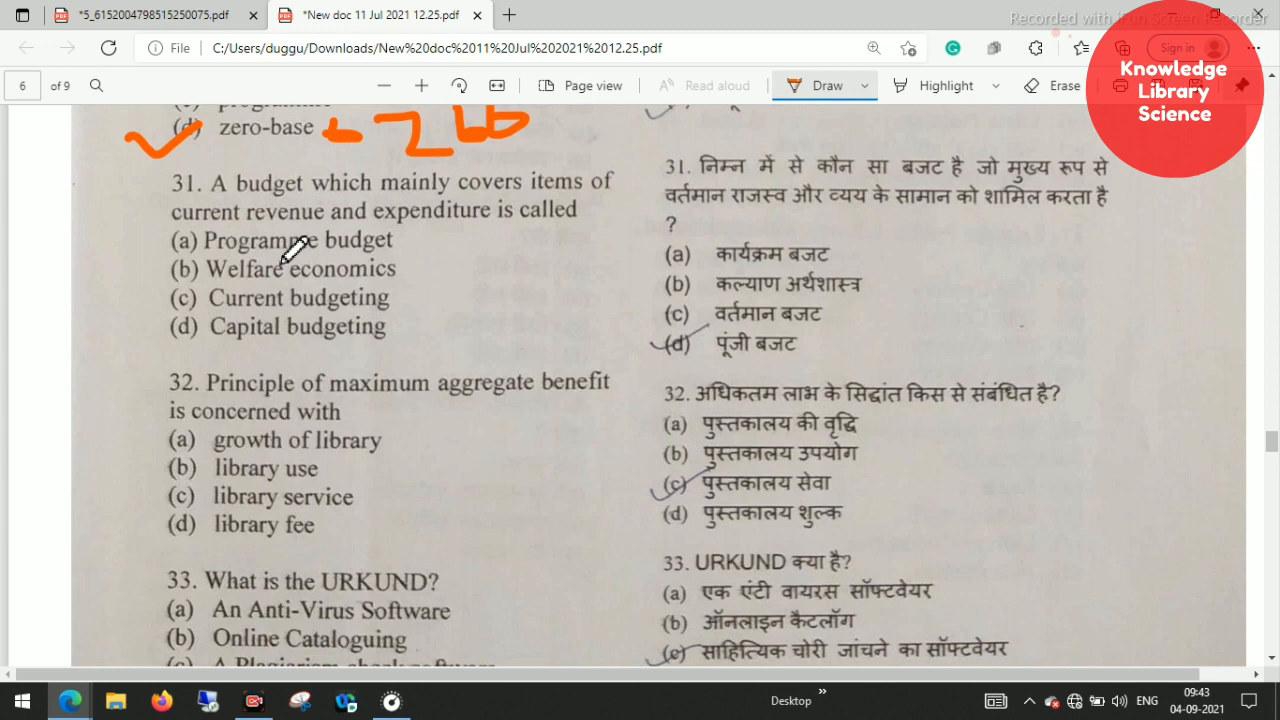 *5_6152004798515250075.pdf
*New doc 11 Jul 2021 12.25.pdf
Recorded with iFun Screen Recorder
File
C:/Users/duggu/Downloads/New%20doc%2011%20Jul%202021%2012.25.pdf
Sign in
6 of 9
Page view
Read aloud
Draw
Highlight
Erase
Knowledge
Library
Science
(d) zero-base
31. A budget which mainly covers items of
current revenue and expenditure is called
(a) Programme budget
(b) Welfare economics
(c) Current budgeting
(d) Capital budgeting
32. Principle of maximum aggregate benefit
is concerned with
(a) growth of library
(b) library use
(c) library service
(d) library fee
33. What is the URKUND?
(a) An Anti-Virus Software
(b) Online Cataloguing
(c) A Plagiarism check software
31. निम्न में से कौन सा बजट है जो मुख्य रूप से
वर्तमान राजस्व और व्यय के सामान को शामिल करता है
?
(a) कार्यक्रम बजट
(b) कल्याण अर्थशास्त्र
(c) वर्तमान बजट
(d) पूंजी बजट
32. अधिकतम लाभ के सिद्धांत किस से संबंधित है?
(a) पुस्तकालय की वृद्धि
(b) पुस्तकालय उपयोग
(c) पुस्तकालय सेवा
(d) पुस्तकालय शुल्क
33. URKUND क्या है?
(a) एक एंटी वायरस सॉफ्टवेयर
(b) ऑनलाइन कैटलॉग
(c) साहित्यिक चोरी जांचने का सॉफ्टवेयर
Desktop
ENG
09:43
04-09-2021